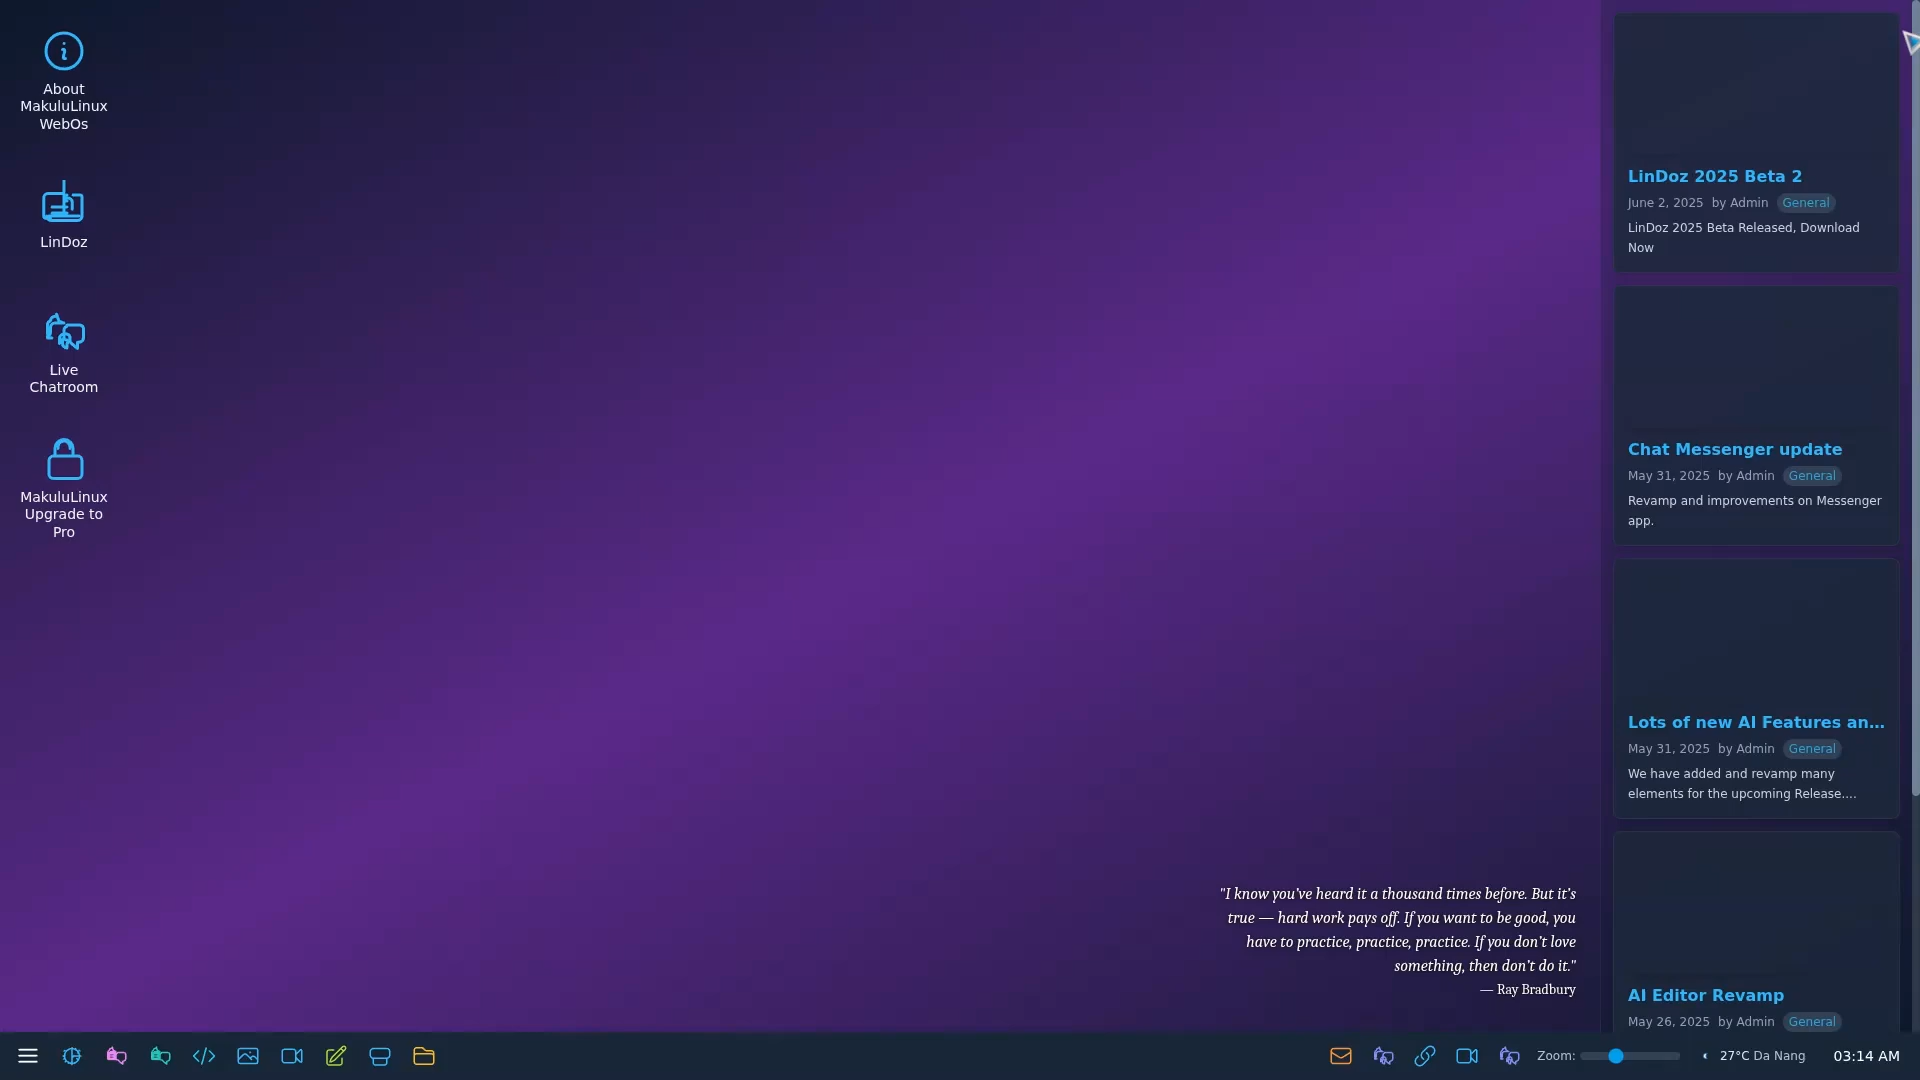 About
MakuluLinux
WebOs
LinDoz
Live
Chatroom
MakuluLinux
Upgrade to
Pro
LinDoz 2025 Beta 2
June 2, 2025 by Admin General
LinDoz 2025 Beta Released, Download
Now
Chat Messenger update
May 31, 2025 by Admin General
Revamp and improvements on Messenger
app.
Lots of new AI Features an...
May 31, 2025 by Admin General
We have added and revamp many
elements for the upcoming Release....
AI Editor Revamp
May 26, 2025 by Admin General
"I know you've heard it a thousand times before. But it's
true — hard work pays off. If you want to be good, you
have to practice, practice, practice. If you don't love
something, then don't do it."
— Ray Bradbury
Zoom: 27°C Da Nang 03:14 AM